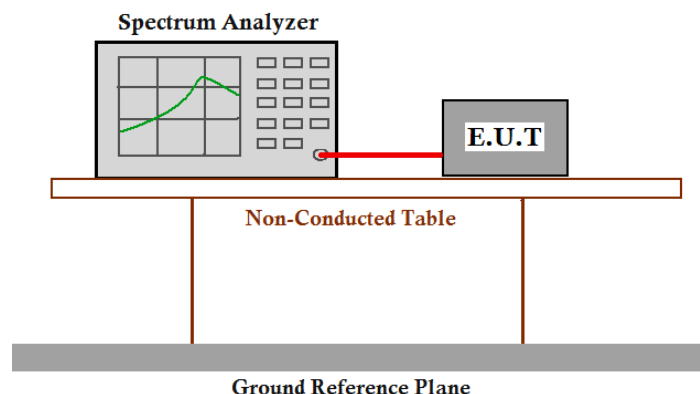 Spectrum Analyzer
E.U.T
Non-Conducted Table
Ground Reference Plane